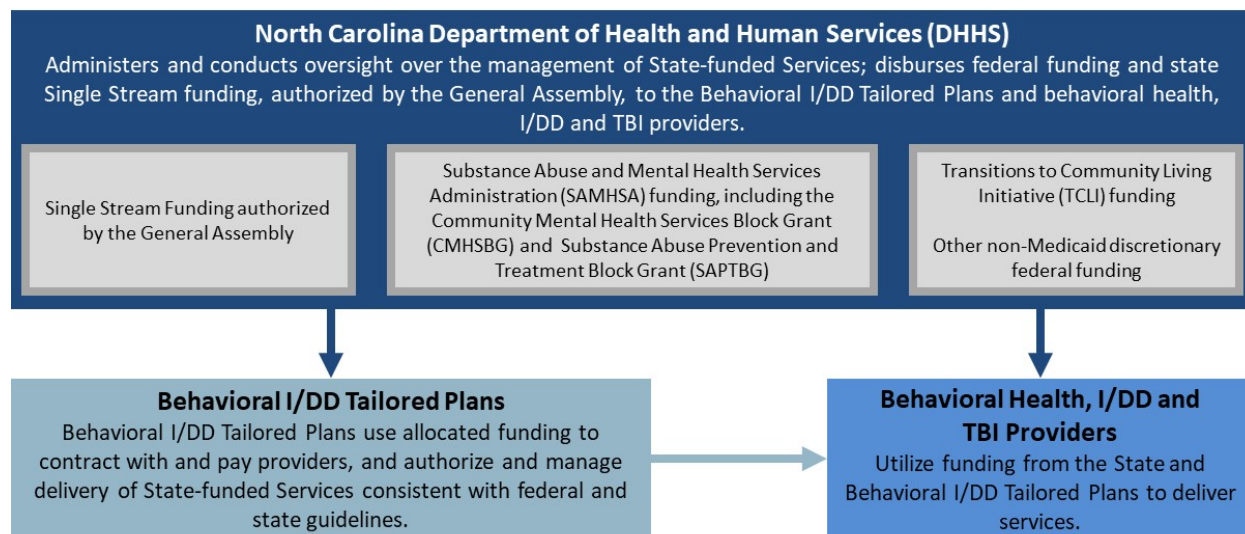 North Carolina Department of Health and Human Services (DHHS)
Administers and conducts oversight over the management of State-funded Services; disburses federal funding and state
Single Stream funding, authorized by the General Assembly, to the Behavioral I/DD Tailored Plans and behavioral health,
I/DD and TBI providers.
Single Stream Funding authorized
by the General Assembly
Substance Abuse and Mental Health Services
Administration (SAMHSA) funding, including the
Community Mental Health Services Block Grant
(CMHSBG) and Substance Abuse Prevention and
Treatment Block Grant (SAPTBG)
Transitions to Community Living
Initiative (TCLI) funding
Other non-Medicaid discretionary
federal funding
Behavioral I/DD Tailored Plans
Behavioral I/DD Tailored Plans use allocated funding to
contract with and pay providers, and authorize and manage
delivery of State-funded Services consistent with federal and
state guidelines.
Behavioral Health, I/DD and
TBI Providers
Utilize funding from the State and
Behavioral I/DD Tailored Plans to deliver
services.